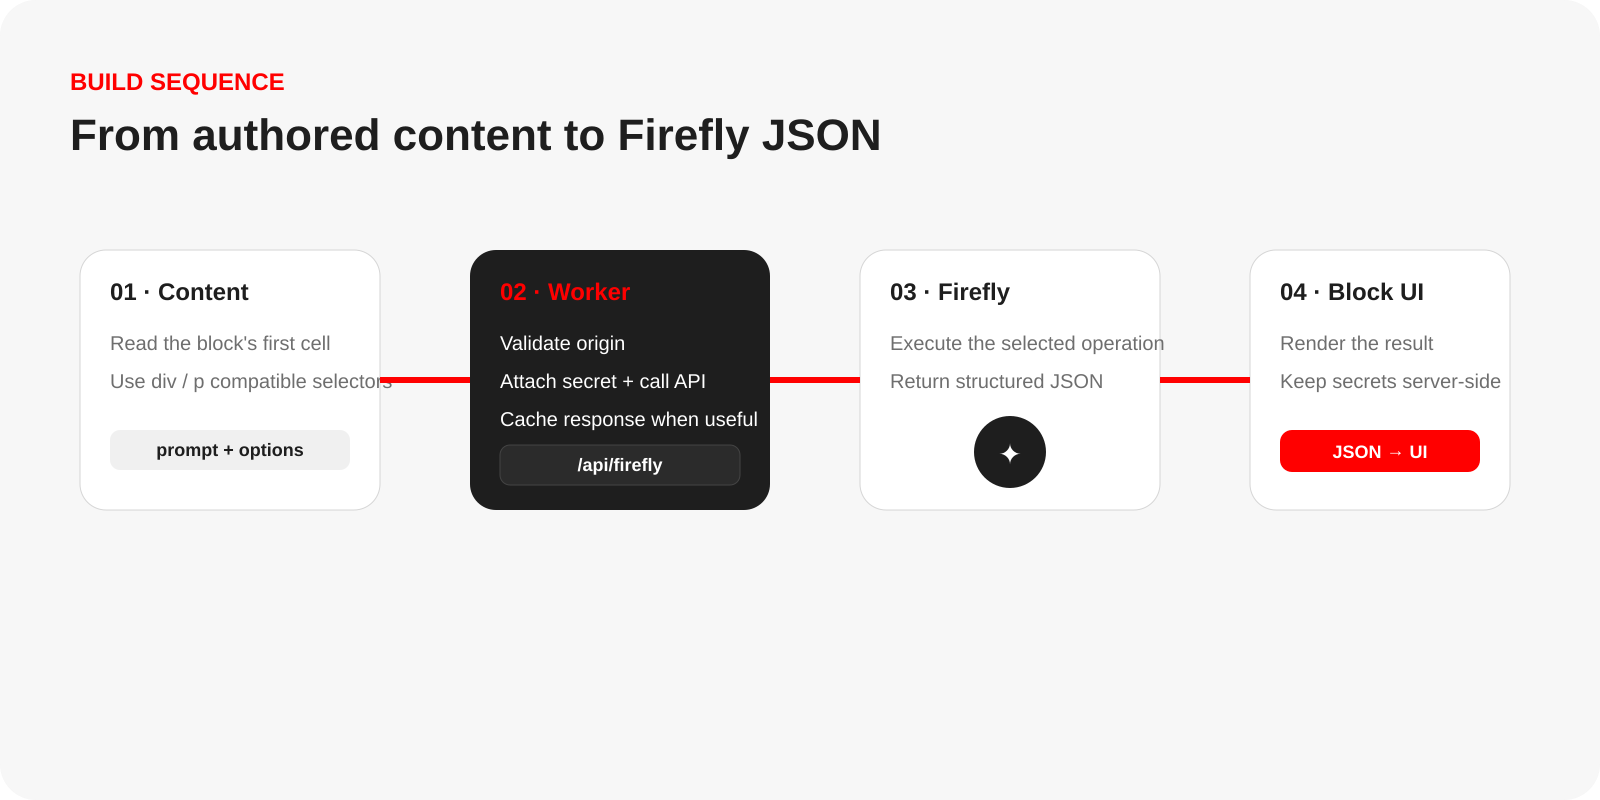 BUILD SEQUENCE
From authored content to Firefly JSON
01 · Content
Read the block's first cell
Use div / p compatible selectors
prompt + options
02 · Worker
Validate origin
Attach secret + call API
Cache response when useful
/api/firefly
03 · Firefly
Execute the selected operation
Return structured JSON
04 · Block UI
Render the result
Keep secrets server-side
JSON → UI